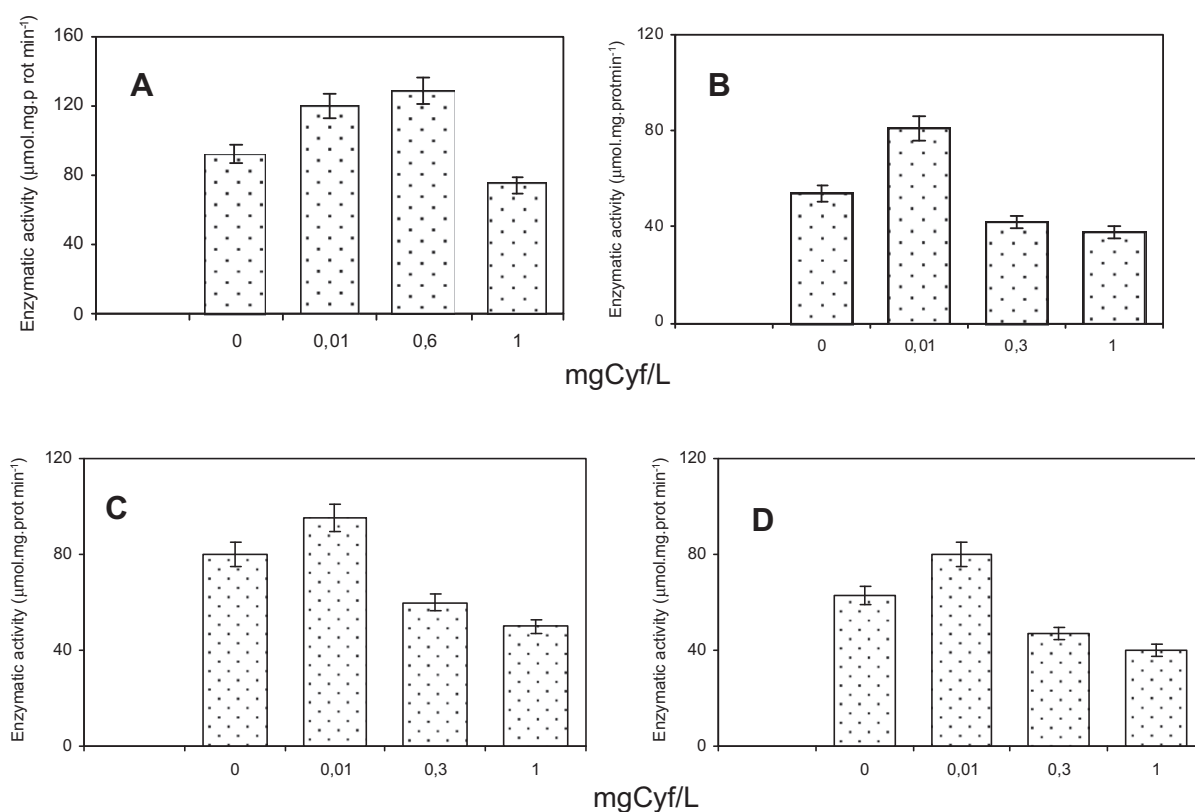 Enzymatic activity (µmol.mg.p rot min⁻¹)
160
120
80
40
0
A
0 0,01 0,6 1
Enzymatic activity (µmol.mg.protmin⁻¹)
120
80
40
0
B
0 0,01 0,3 1
mgCyf/L
Enzymatic activity (µmol.mg.prot min⁻¹)
120
80
40
0
C
0 0,01 0,3 1
Enzymatic activity (µmol.mg.prot min⁻¹)
120
80
40
0
D
0 0,01 0,3 1
mgCyf/L